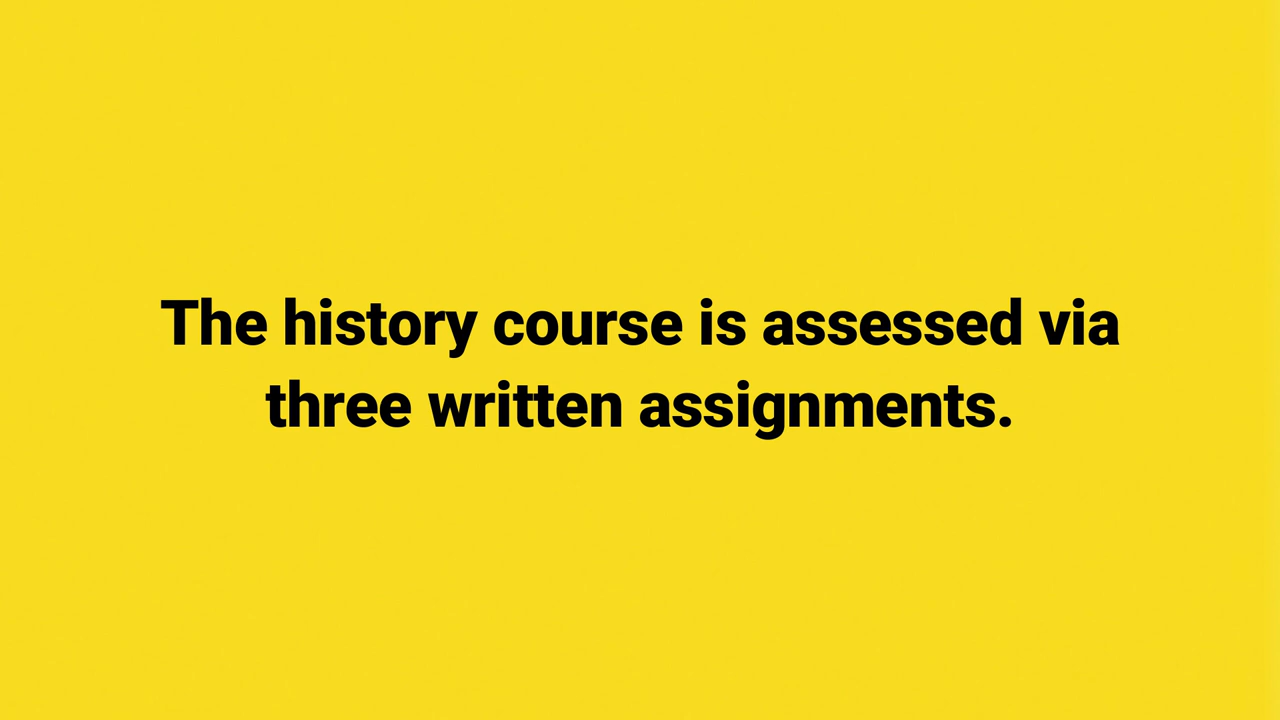 The history course is assessed via
three written assignments.